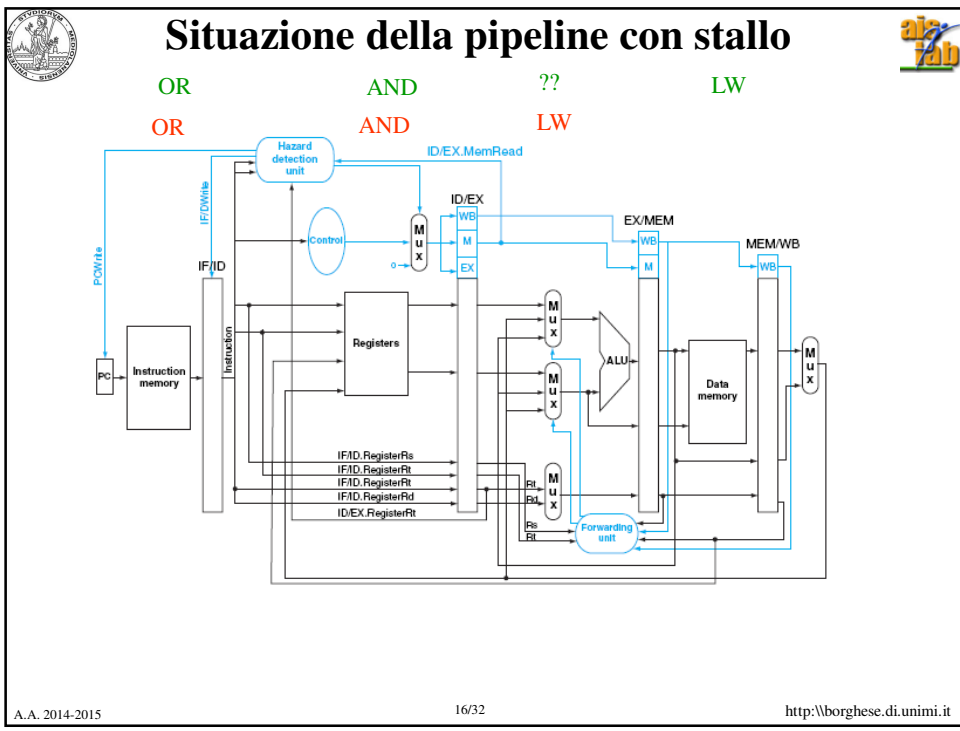 Situazione della pipeline con stallo
OR AND ?? LW
OR AND LW
Hazard
detection
unit
ID/EX.MemRead
IF/DWrite
PCWrite
ID/EX
WB
M
EX
Control
0
M
u
x
EX/MEM
WB
M
MEM/WB
WB
IF/ID
Instruction
PC
Instruction
memory
Registers
M
u
x
M
u
x
ALU
Data
memory
M
u
x
IF/ID.RegisterRs
IF/ID.RegisterRt
IF/ID.RegisterRt
IF/ID.RegisterRd
ID/EX.RegisterRt
Rt
Rd
M
u
x
Rs
Rt
Forwarding
unit
A.A. 2014-2015 16/32 http:\\borghese.di.unimi.it